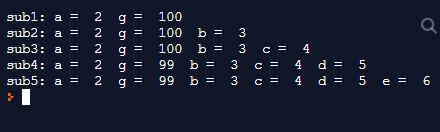 sub1: a =  2  g =  100
sub2: a =  2  g =  100  b =  3
sub3: a =  2  g =  100  b =  3  c =  4
sub4: a =  2  g =  99  b =  3  c =  4  d =  5
sub5: a =  2  g =  99  b =  3  c =  4  d =  5  e =  6
>